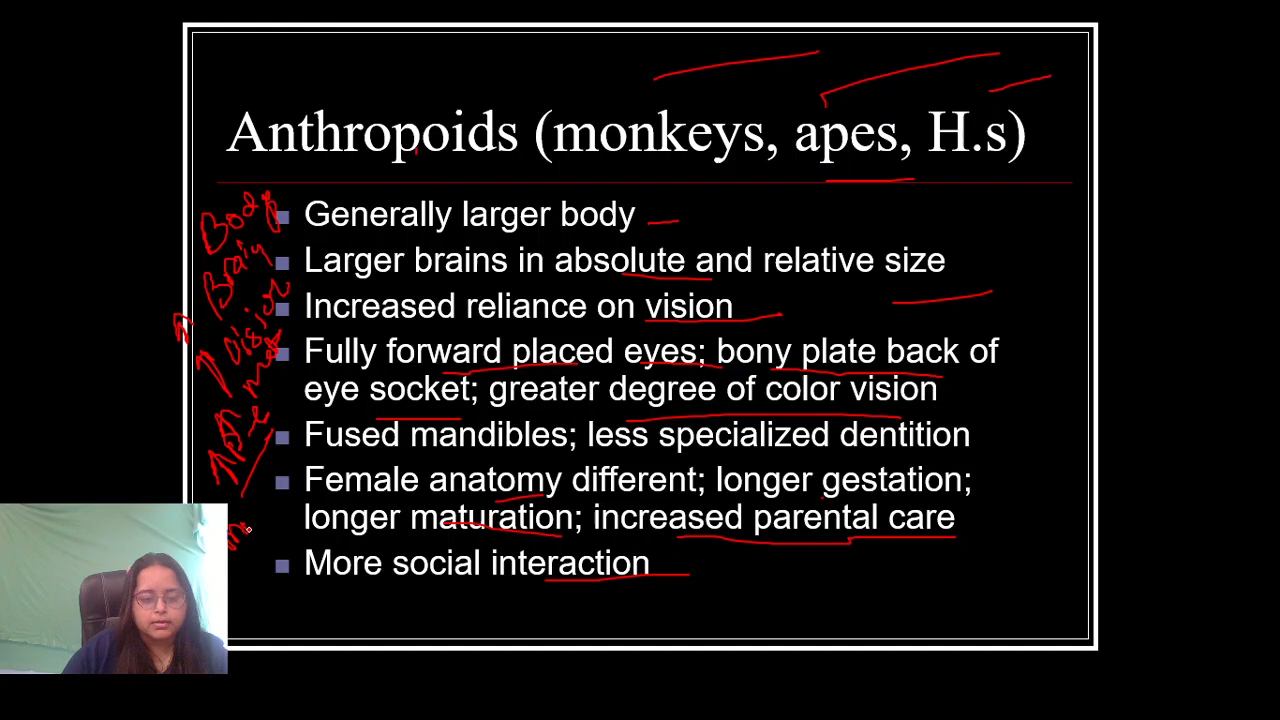 Anthropoids (monkeys, apes, H.s)
Body
■ Generally larger body
Brain
■ Larger brains in absolute and relative size
■ Increased reliance on vision
■ Fully forward placed eyes; bony plate back of
eye socket; greater degree of color vision
■ Fused mandibles; less specialized dentition
■ Female anatomy different; longer gestation;
longer maturation; increased parental care
■ More social interaction